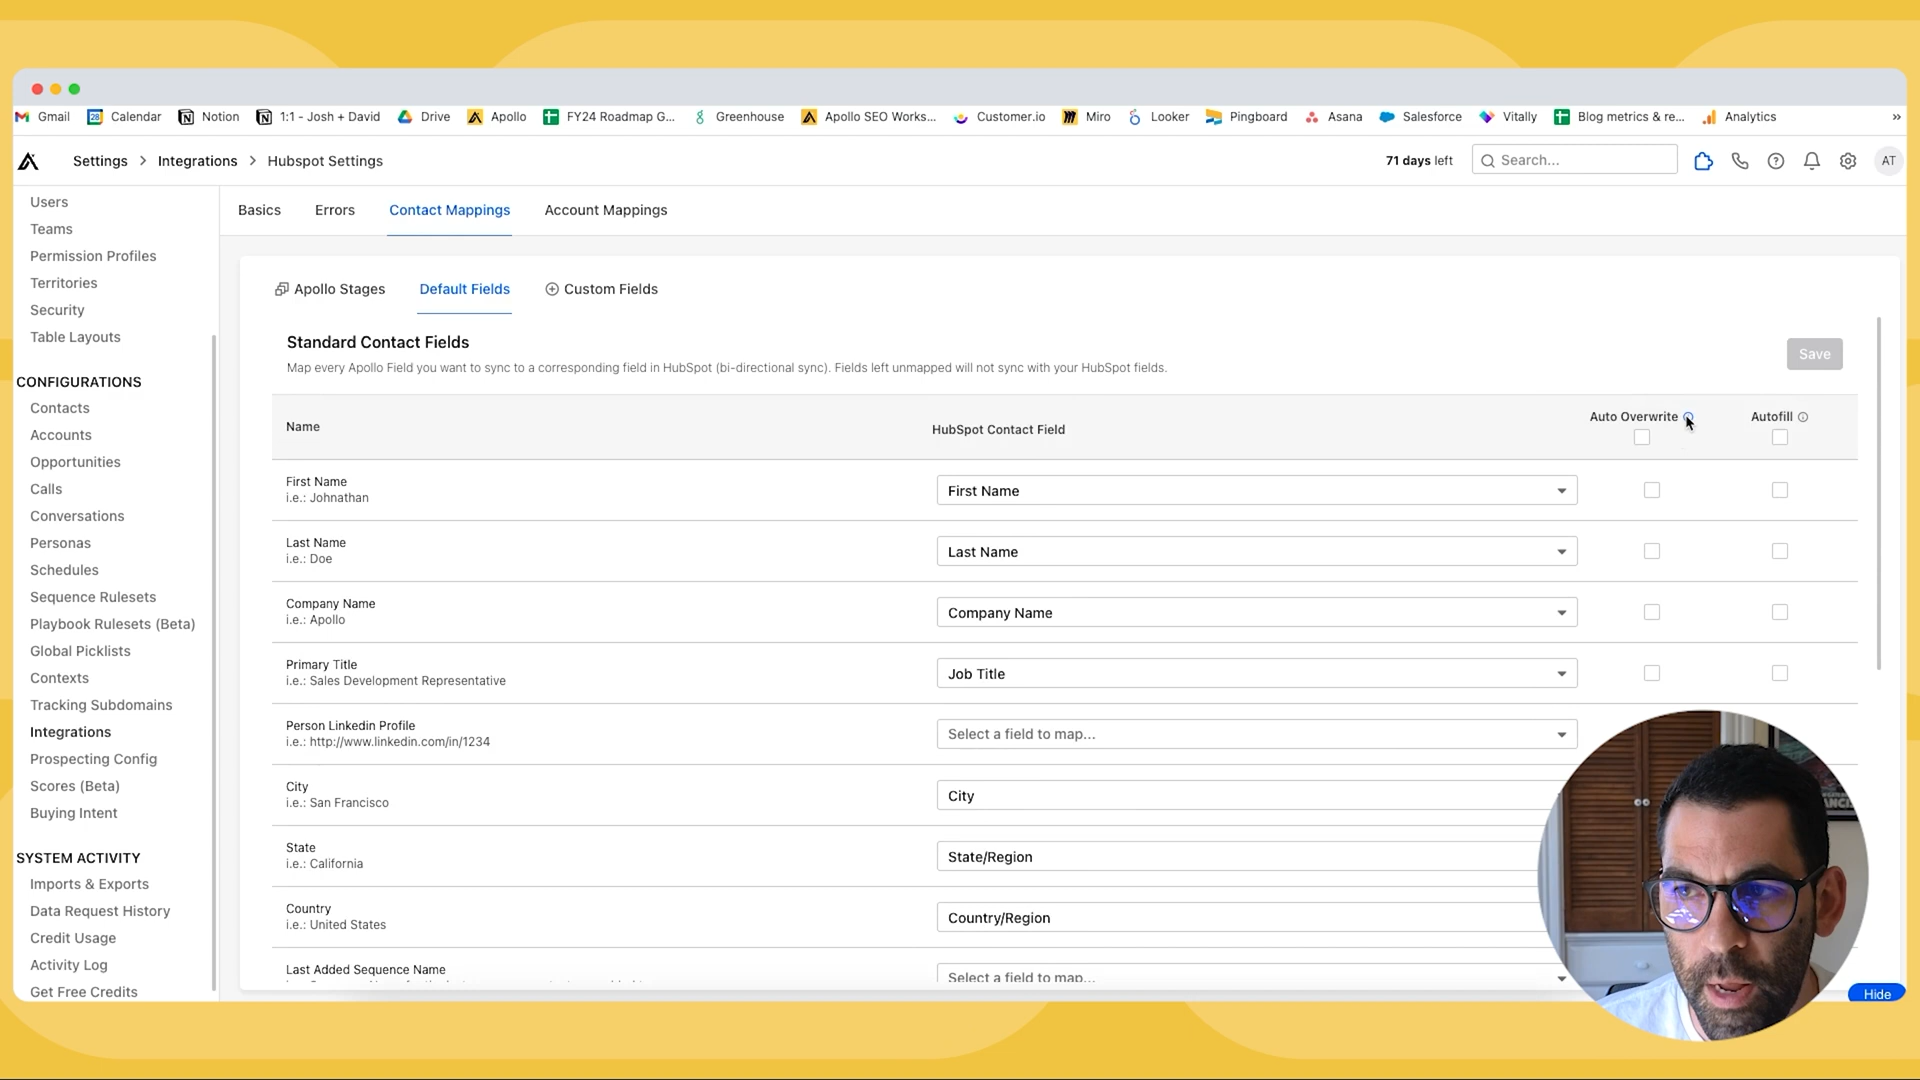 Gmail Calendar Notion 1:1 - Josh + David Drive Apollo FY24 Roadmap G... Greenhouse Apollo SEO Works... Customer.io Miro Looker Pingboard Asana Salesforce Vitally Blog metrics & re... Analytics »
Settings > Integrations > Hubspot Settings 71 days left Search... AT
Users
Teams
Permission Profiles
Territories
Security
Table Layouts
CONFIGURATIONS
Contacts
Accounts
Opportunities
Calls
Conversations
Personas
Schedules
Sequence Rulesets
Playbook Rulesets (Beta)
Global Picklists
Contexts
Tracking Subdomains
Integrations
Prospecting Config
Scores (Beta)
Buying Intent
SYSTEM ACTIVITY
Imports & Exports
Data Request History
Credit Usage
Activity Log
Get Free Credits
Basics Errors Contact Mappings Account Mappings
Apollo Stages Default Fields Custom Fields
Standard Contact Fields
Save
Map every Apollo Field you want to sync to a corresponding field in HubSpot (bi-directional sync). Fields left unmapped will not sync with your HubSpot fields.
Name HubSpot Contact Field Auto Overwrite Autofill
First Name
i.e.: Johnathan
First Name
Last Name
i.e.: Doe
Last Name
Company Name
i.e.: Apollo
Company Name
Primary Title
i.e.: Sales Development Representative
Job Title
Person Linkedin Profile
i.e.: http://www.linkedin.com/in/1234
Select a field to map...
City
i.e.: San Francisco
City
State
i.e.: California
State/Region
Country
i.e.: United States
Country/Region
Last Added Sequence Name
Select a field to map...
Hide